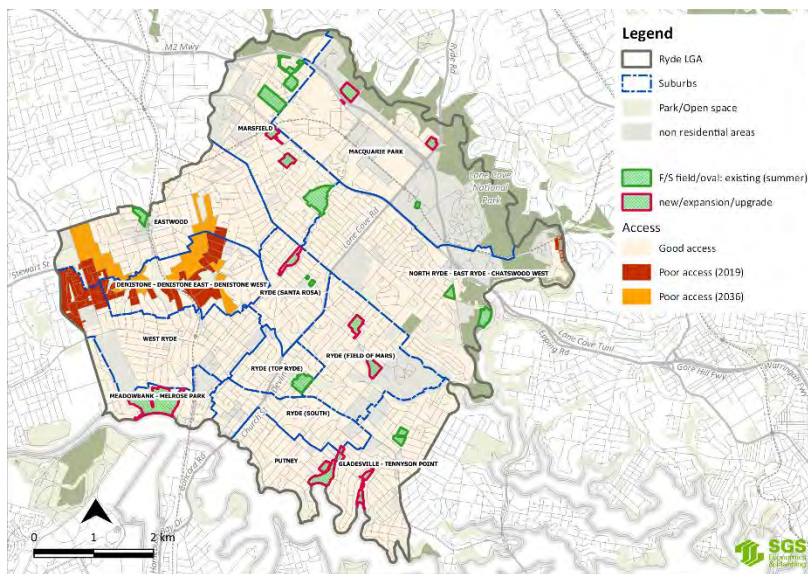 Legend
Ryde LGA
Suburbs
Park/Open space
non residential areas
F/S field/oval: existing (summer)
new/expansion/upgrade
Access
Good access
Poor access (2019)
Poor access (2036)
M2 Mwy
Ryde Rd
MARSFIELD
MACQUARIE PARK
Lane Cove
National
Park
EASTWOOD
Lane Cove Rd
Stewart St
DENISTONE - DENISTONE EAST - DENISTONE WEST
RYDE (SANTA ROSA)
NORTH RYDE - EAST RYDE - CHATSWOOD WEST
WEST RYDE
Epping Rd
Lane Cove Tunl
Gore Hill Fwy
Warringah
RYDE (TOP RYDE)
RYDE (FIELD OF MARS)
MEADOWBANK - MELROSE PARK
Church St
RYDE (SOUTH)
PUTNEY
GLADESVILLE - TENNYSON POINT
Concord Rd
0 1 2 km
SGS
Economics
& Planning